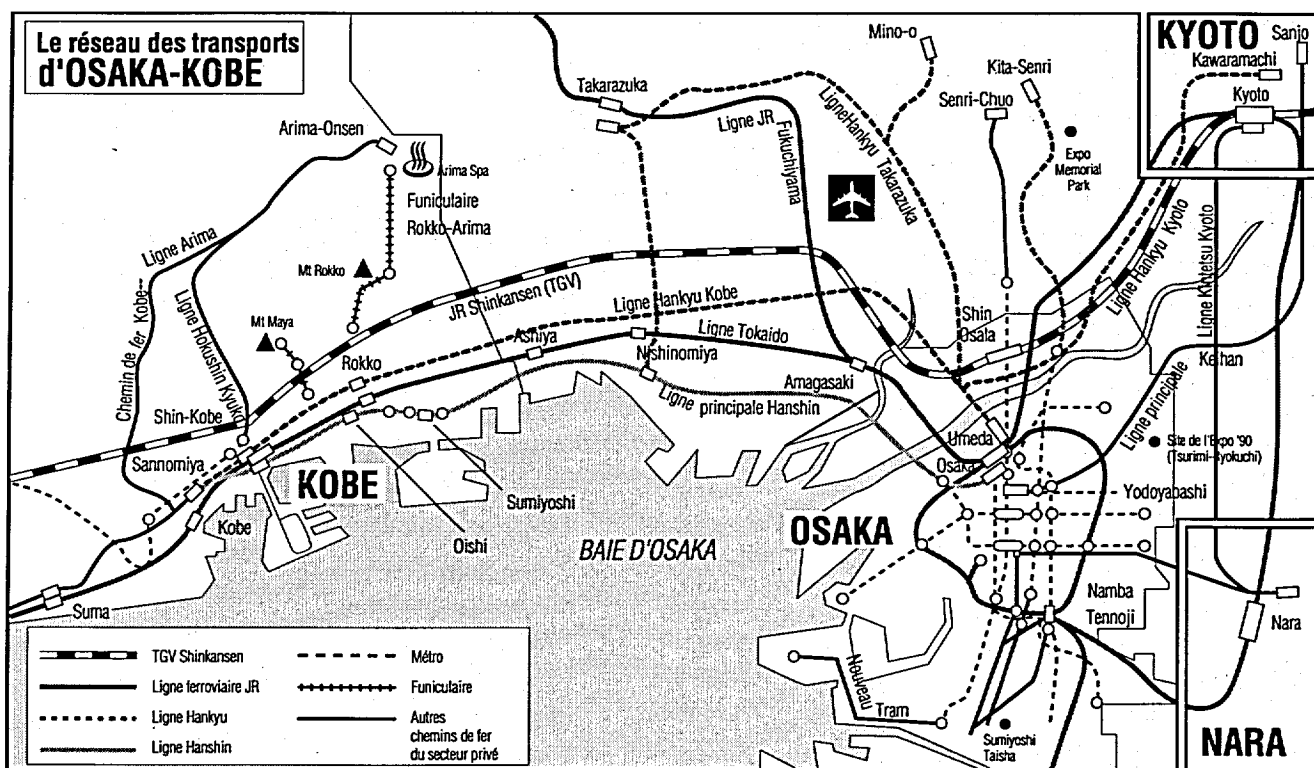 Le réseau des transports
d'OSAKA-KOBE
KYOTO
Sanjo
Kawaramachi
Kyoto
Mino-o
Kita-Senri
Senri-Chuo
Takarazuka
Ligne JR
Fukuchiyama
Ligne Hankyu Takarazuka
Expo
Memorial
Park
Arima-Onsen
Arima Spa
Funiculaire
Rokko-Arima
Ligne Arima
Mt Rokko
Ligne Hokushin Kyuko
Chemin de fer Kobe
Mt Maya
JR Shinkansen (TGV)
Ligne Hankyu Kobe
Ligne Hankyu Kyoto
Ligne Kintetsu Kyoto
Shin
Osala
Ashiya
Nishinomiya
Ligne Tokaido
Rokko
Amagasaki
Keihan
Ligne principale
Ligne principale Hanshin
Shin-Kobe
Umeda
Site de l'Expo '90
(Tsurimi-Ryokuchi)
Sannomiya
Osaka
KOBE
Sumiyoshi
Yodoyabashi
Kobe
Oishi
BAIE D'OSAKA
OSAKA
Suma
Namba
Tennoji
Nara
Nouveau
Tram
Sumiyoshi
Taisha
NARA
TGV Shinkansen
Ligne ferroviaire JR
Ligne Hankyu
Ligne Hanshin
Métro
Funiculaire
Autres
chemins de fer
du secteur privé